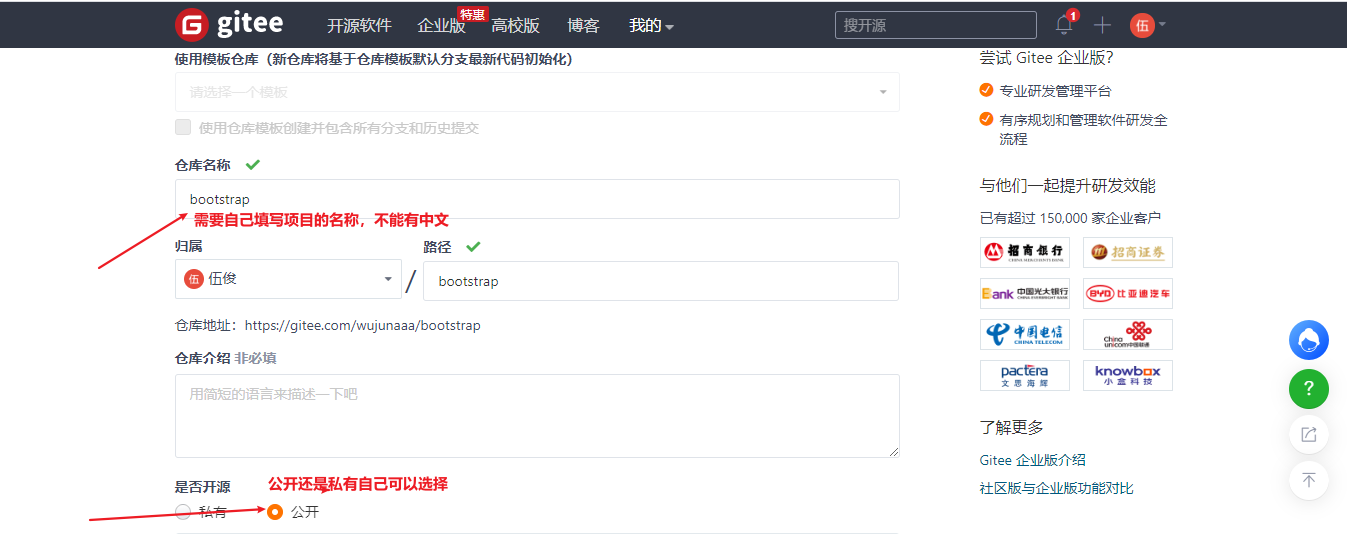 gitee
开源软件
企业版
特惠
高校版
博客
我的
搜开源
1
伍
使用模板仓库（新仓库将基于仓库模板默认分支最新代码初始化）
请选择一个模板
使用仓库模板创建并包含所有分支和历史提交
仓库名称
bootstrap
需要自己填写项目的名称，不能有中文
归属
路径
伍 伍俊
/
bootstrap
仓库地址：https://gitee.com/wujunaaa/bootstrap
仓库介绍 非必填
用简短的语言来描述一下吧
是否开源
公开还是私有自己可以选择
私有
公开
尝试 Gitee 企业版？
专业研发管理平台
有序规划和管理软件研发全
流程
与他们一起提升研发效能
已有超过 150,000 家企业客户
招商银行
CHINA MERCHANTS BANK
招商证券
Bank 中国光大银行
CHINA EVERBRIGHT BANK
BYD 比亚迪汽车
中国电信
CHINA TELECOM
China
unicom中国联通
pactera
文思海辉
knowbox
小盒科技
了解更多
Gitee 企业版介绍
社区版与企业版功能对比
?